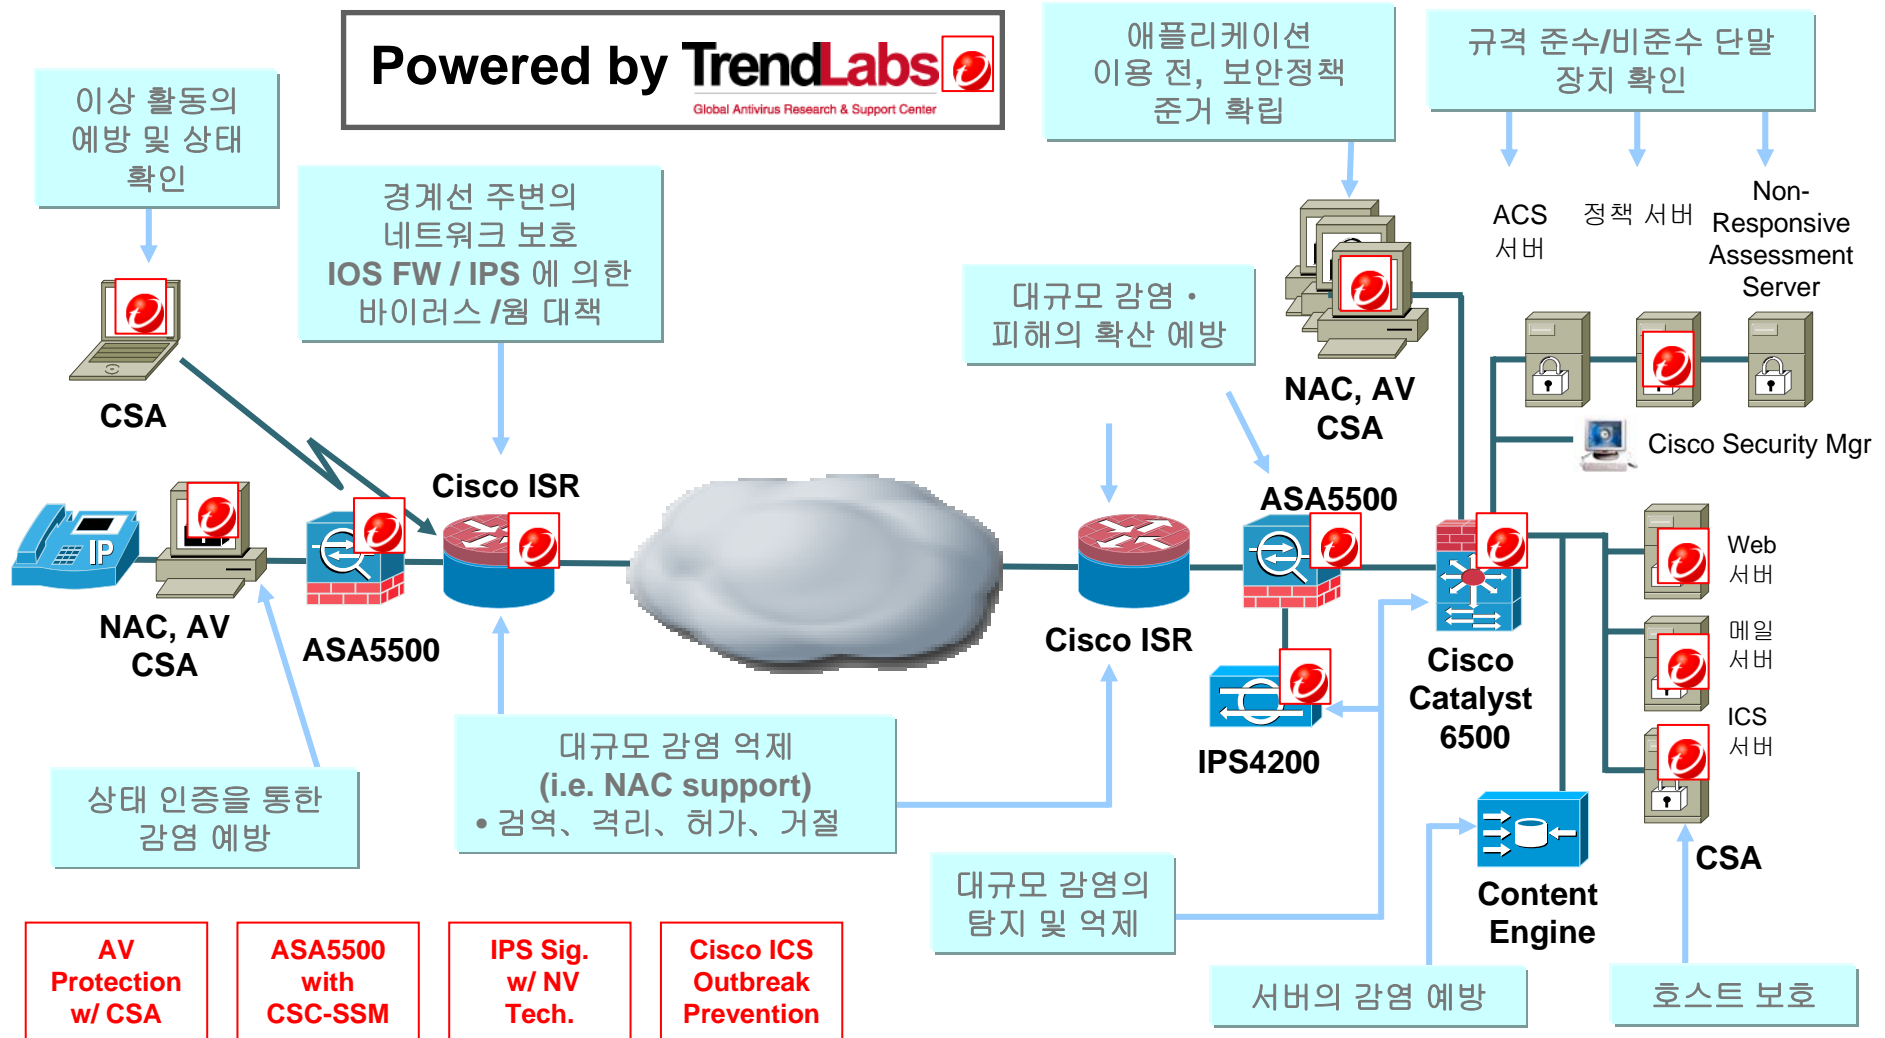 Powered by TrendLabs
Global Antivirus Research & Support Center
이상 활동의
예방 및 상태
확인
경계선 주변의
네트워크 보호
IOS FW / IPS 에 의한
바이러스 /웜 대책
애플리케이션
이용 전, 보안정책
준거 확립
규격 준수/비준수 단말
장치 확인
ACS
서버
정책 서버
Non-
Responsive
Assessment
Server
대규모 감염・
피해의 확산 예방
CSA
NAC, AV
CSA
Cisco Security Mgr
Cisco ISR
ASA5500
IP
NAC, AV
CSA
ASA5500
Cisco ISR
IPS4200
Cisco
Catalyst
6500
Web
서버
메일
서버
ICS
서버
CSA
Content
Engine
상태 인증을 통한
감염 예방
대규모 감염 억제
(i.e. NAC support)
• 검역、격리、허가、거절
대규모 감염의
탐지 및 억제
서버의 감염 예방
호스트 보호
AV
Protection
w/ CSA
ASA5500
with
CSC-SSM
IPS Sig.
w/ NV
Tech.
Cisco ICS
Outbreak
Prevention